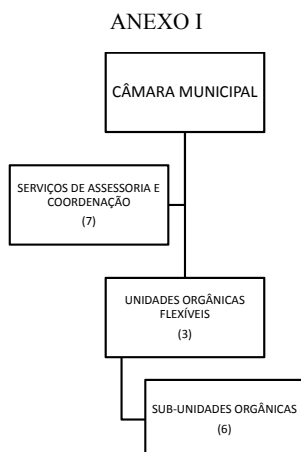 ANEXO I
CÂMARA MUNICIPAL
SERVIÇOS DE ASSESSORIA E
COORDENAÇÃO
(7)
UNIDADES ORGÂNICAS
FLEXÍVEIS
(3)
SUB-UNIDADES ORGÂNICAS
(6)